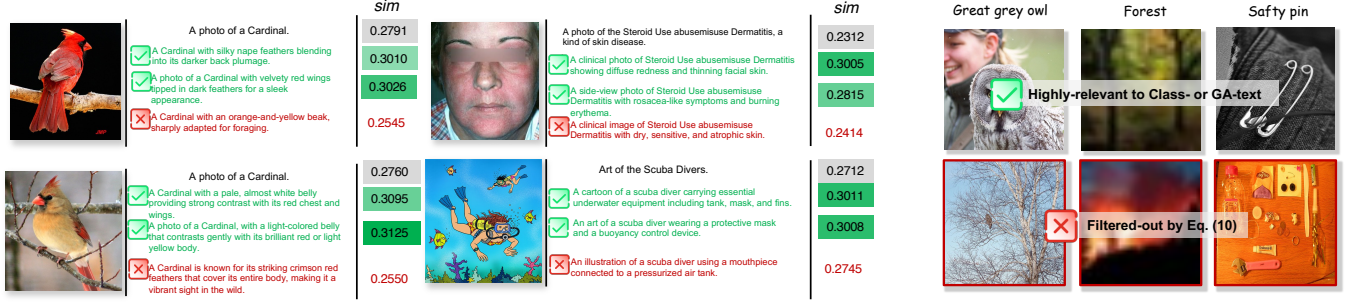 sim
A photo of a Cardinal.
0.2791
A Cardinal with silky nape feathers blending
into its darker back plumage.
0.3010
A photo of a Cardinal with velvety red wings
tipped in dark feathers for a sleek
appearance.
0.3026
A Cardinal with an orange-and-yellow beak,
sharply adapted for foraging.
0.2545
A photo of a Cardinal.
0.2760
A Cardinal with a pale, almost white belly
providing strong contrast with its red chest and
wings.
0.3095
A photo of a Cardinal, with a light-colored belly
that contrasts gently with its brilliant red or light
yellow body.
0.3125
A Cardinal is known for its striking crimson red
feathers that cover its entire body, making it a
vibrant sight in the wild.
0.2550
sim
A photo of the Steroid Use abusemisuse Dermatitis, a
kind of skin disease.
0.2312
A clinical photo of Steroid Use abusemisuse Dermatitis
showing diffuse redness and thinning facial skin.
0.3005
A side-view photo of Steroid Use abusemisuse
Dermatitis with rosacea-like symptoms and burning
erythema.
0.2815
A clinical image of Steroid Use abusemisuse
Dermatitis with dry, sensitive, and atrophic skin.
0.2414
Art of the Scuba Divers.
0.2712
A cartoon of a scuba diver carrying essential
underwater equipment including tank, mask, and fins.
0.3011
An art of a scuba diver wearing a protective mask
and a buoyancy control device.
0.3008
An illustration of a scuba diver using a mouthpiece
connected to a pressurized air tank.
0.2745
Great grey owl
Forest
Safty pin
Highly-relevant to Class- or GA-text
Filtered-out by Eq. (10)